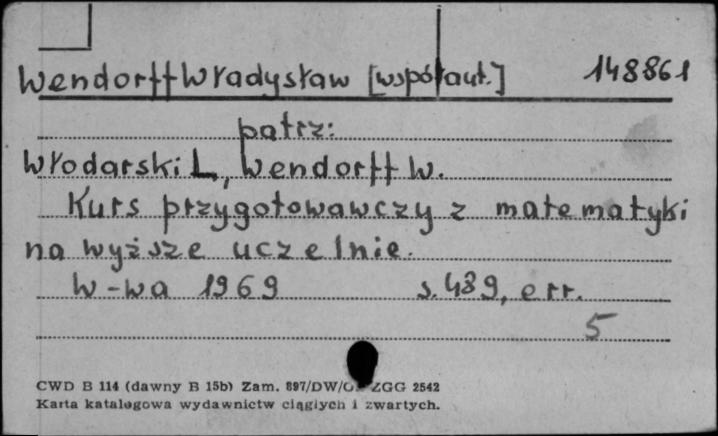 Wendorff Władysław [współaut.] 148861
patrz:
Włodarski L, Wendorff W.
Kurs przygotowawczy z matematyki
na wyższe uczelnie.
W-wa 1969 s. 489, err.
5
CWD B 114 (dawny B 15b) Zam. 897/DW/O ZGG 2542
Karta katalogowa wydawnictw ciągłych i zwartych.